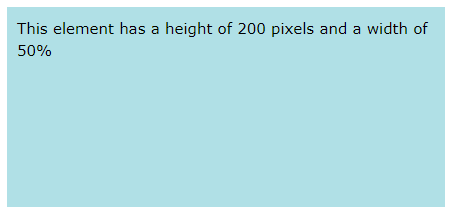 This element has a height of 200 pixels and a width of
50%